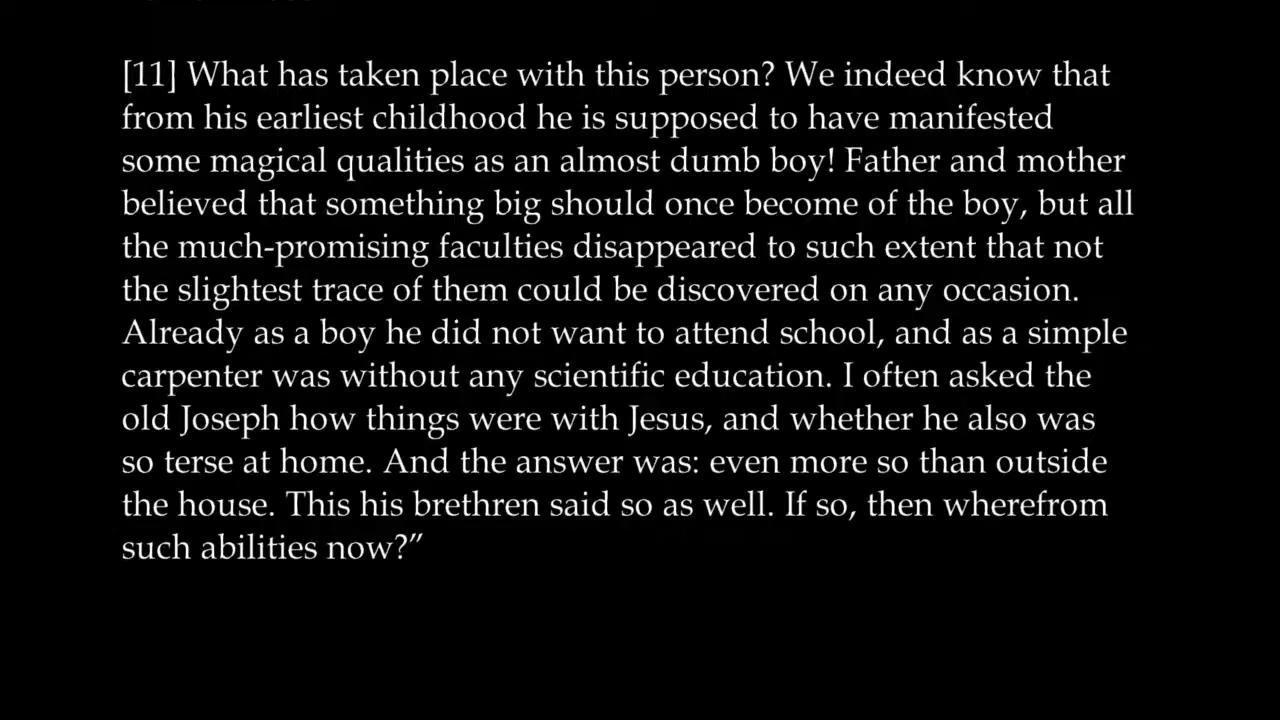 [11] What has taken place with this person? We indeed know that
from his earliest childhood he is supposed to have manifested
some magical qualities as an almost dumb boy! Father and mother
believed that something big should once become of the boy, but all
the much-promising faculties disappeared to such extent that not
the slightest trace of them could be discovered on any occasion.
Already as a boy he did not want to attend school, and as a simple
carpenter was without any scientific education. I often asked the
old Joseph how things were with Jesus, and whether he also was
so terse at home. And the answer was: even more so than outside
the house. This his brethren said so as well. If so, then wherefrom
such abilities now?”